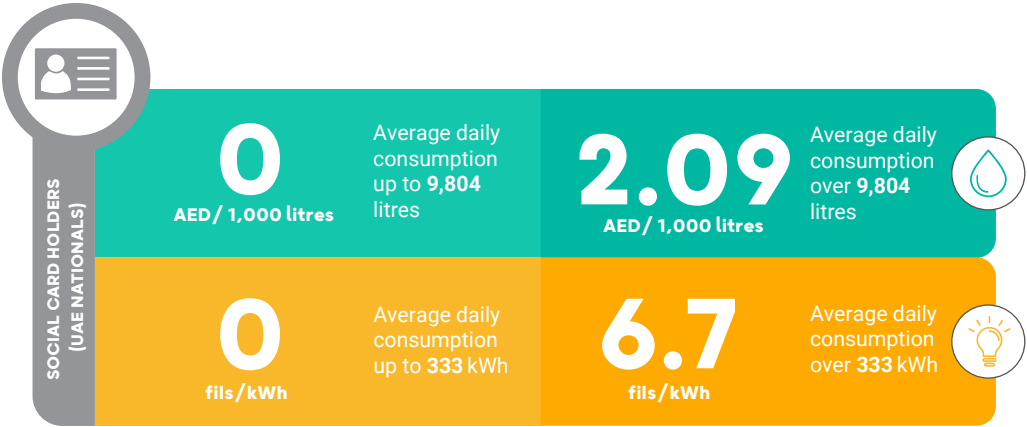 SOCIAL CARD HOLDERS
(UAE NATIONALS)
0
AED/ 1,000 litres
Average daily
consumption
up to 9,804
litres
2.09
AED/ 1,000 litres
Average daily
consumption
over 9,804
litres
0
fils/kWh
Average daily
consumption
up to 333 kWh
6.7
fils/kWh
Average daily
consumption
over 333 kWh